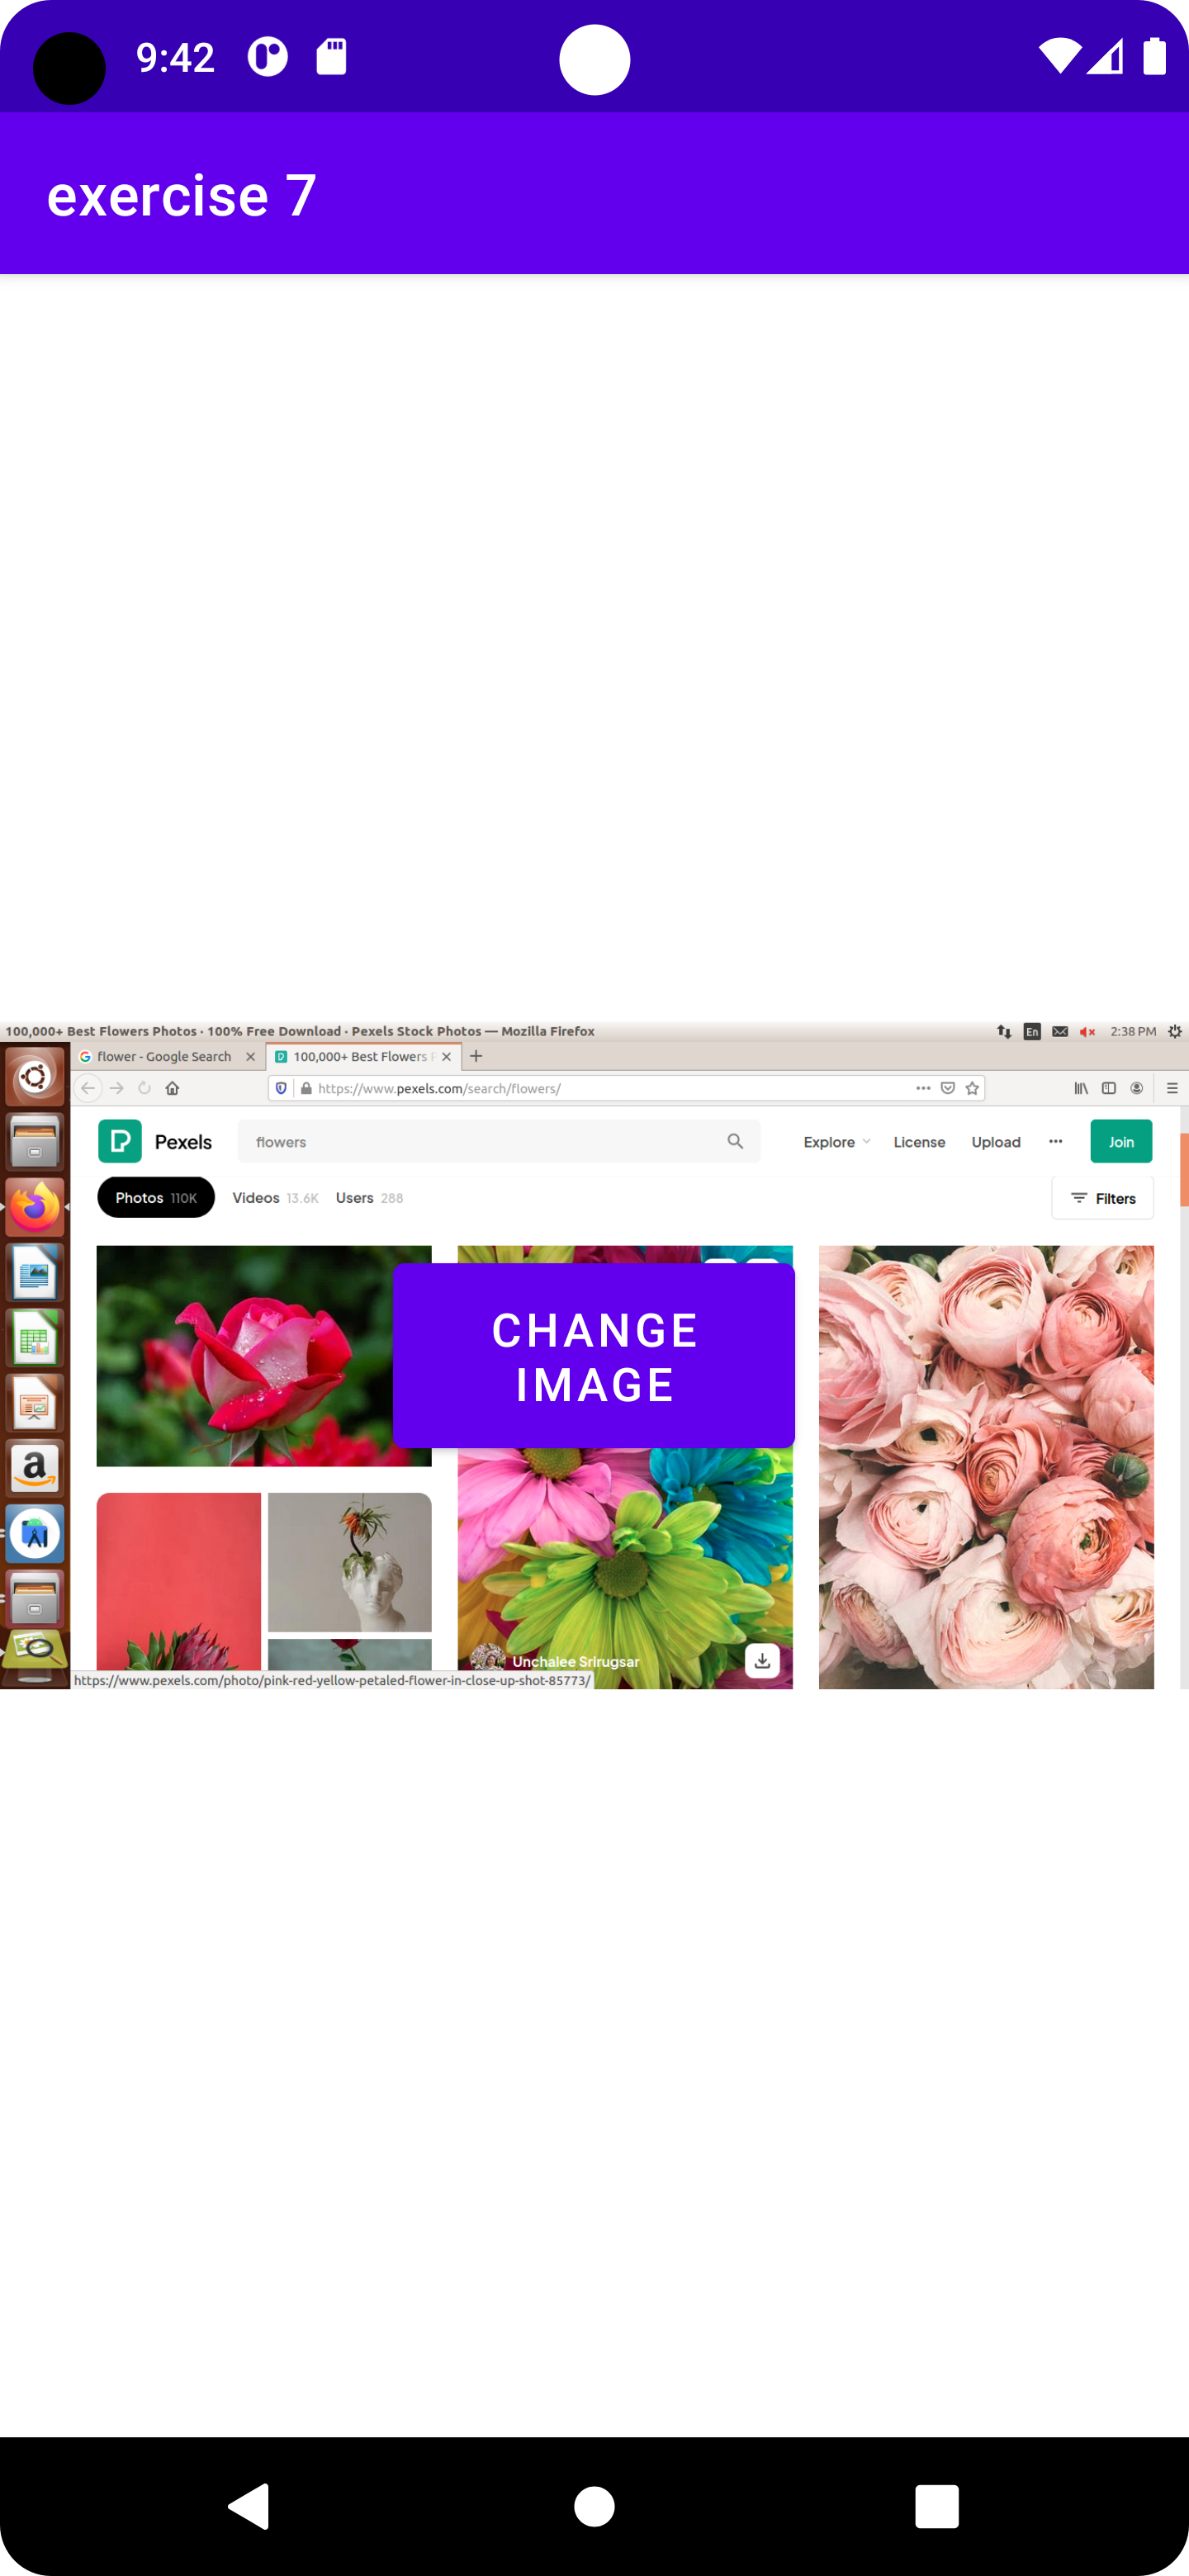 9:42
exercise 7
100,000+ Best Flowers Photos · 100% Free Download · Pexels Stock Photos — Mozilla Firefox
En
2:38 PM
flower - Google Search
100,000+ Best Flowers
https://www.pexels.com/search/flowers/
Pexels
flowers
Explore
License
Upload
Join
Photos 110K
Videos 13.6K
Users 288
Filters
CHANGE
IMAGE
Unchalee Srirugsar
https://www.pexels.com/photo/pink-red-yellow-petaled-flower-in-close-up-shot-85773/